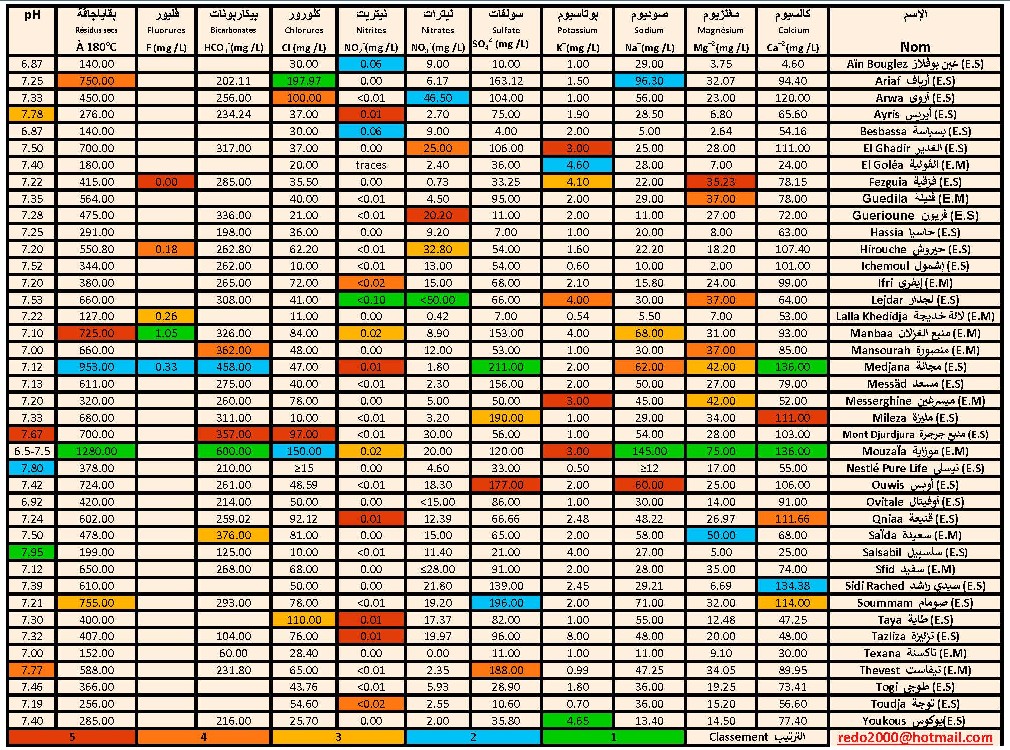 pH بقاياجافة Résidus secs À 180°C فليور Fluorures F (mg /L) بيكاربونات Bicarbonates HCO₃⁻(mg /L) كلورور Chlorures Cl (mg /L) نيتريت Nitrites NO₂⁻(mg /L) نيترات Nitrates NO₃⁻(mg /L) سولفات Sulfate SO₄²⁻(mg /L) بوتاسيوم Potassium K⁺(mg /L) صوديوم Sodium Na⁺(mg /L) مغنزيوم Magnésium Mg⁺²(mg /L) كالسيوم Calcium Ca⁺²(mg /L) الإسم Nom
6.87 140.00 30.00 0.06 9.00 10.00 1.00 29.00 3.75 4.60 Aïn Bouglez عين بوقلاز (E.S)
7.25 750.00 202.11 197.97 0.00 6.17 163.12 1.50 96.30 32.07 94.40 Ariaf أرياف (E.S)
7.33 450.00 256.00 100.00 <0.01 46.50 104.00 1.00 56.00 23.00 120.00 Arwa أروى (E.S)
7.78 276.00 234.24 37.00 0.01 2.70 75.00 1.90 28.50 6.80 65.60 Ayris أيريس (E.S)
6.87 140.00 30.00 0.06 9.00 4.00 2.00 5.00 2.64 54.16 Besbassa بسباسة (E.S)
7.50 700.00 317.00 37.00 0.00 25.00 106.00 3.00 25.00 28.00 111.00 El Ghadir الغدير (E.S)
7.40 180.00 20.00 traces 2.40 36.00 4.60 28.00 7.00 24.00 El Goléa القولية (E.M)
7.22 415.00 0.00 285.00 35.50 0.00 0.73 33.25 4.10 22.00 35.23 78.15 Fezguia فزقية (E.S)
7.35 564.00 40.00 <0.01 4.50 95.00 2.00 29.00 37.00 78.00 Guedila قديلة (E.M)
7.28 475.00 336.00 21.00 <0.01 20.20 11.00 2.00 11.00 27.00 72.00 Guerioune قريون (E.S)
7.25 291.00 198.00 36.00 0.00 9.20 7.00 1.00 20.00 8.00 63.00 Hassia حاسيا (E.S)
7.20 550.80 0.18 262.80 62.20 <0.01 32.80 54.00 1.60 22.20 18.20 107.40 Hirouche حيروش (E.S)
7.52 344.00 262.00 10.00 <0.01 13.00 54.00 0.60 10.00 2.00 101.00 Ichemoul إشمول (E.S)
7.20 380.00 265.00 72.00 <0.02 15.00 68.00 2.10 15.80 24.00 99.00 Ifri إيفري (E.M)
7.53 660.00 308.00 41.00 <0.10 <50.00 66.00 4.00 30.00 37.00 64.00 Lejdar لجدار (E.S)
7.22 127.00 0.26 11.00 0.00 0.42 7.00 0.54 5.50 7.00 53.00 Lalla Khedidja لالة خديجة (E.M)
7.10 725.00 1.05 326.00 84.00 0.02 8.90 153.00 4.00 68.00 31.00 93.00 Manbaa منبع الغزلان (E.M)
7.00 660.00 362.00 48.00 0.00 12.00 53.00 1.00 30.00 37.00 85.00 Mansourah منصورة (E.M)
7.12 953.00 0.33 458.00 47.00 0.01 1.80 211.00 2.00 62.00 42.00 136.00 Medjana مجانة (E.S)
7.13 611.00 275.00 40.00 <0.01 2.30 156.00 2.00 50.00 27.00 79.00 Messâd مسعد (E.S)
7.20 320.00 260.00 78.00 0.00 5.00 50.00 3.00 45.00 42.00 52.00 Messerghine ميسرغين (E.M)
7.33 680.00 311.00 10.00 <0.01 3.20 190.00 1.00 29.00 34.00 111.00 Mileza مليزة (E.S)
7.67 700.00 357.00 97.00 <0.01 30.00 56.00 1.00 54.00 28.00 103.00 Mont Djurdjura منبع جرجرة (E.S)
6.5-7.5 1280.00 600.00 150.00 0.02 20.00 120.00 3.00 145.00 75.00 136.00 Mouzaïa موزاية (E.M)
7.80 378.00 210.00 ≥15 0.00 4.60 33.00 0.50 ≥12 17.00 55.00 Nestlé Pure Life نيسلي (E.S)
7.42 724.00 261.00 48.59 <0.01 18.30 177.00 2.00 60.00 25.00 106.00 Ouwis أويس (E.S)
6.92 420.00 214.00 50.00 0.00 <15.00 86.00 1.00 30.00 14.00 91.00 Ovitale أوفيتال (E.S)
7.24 602.00 259.02 92.12 0.01 12.39 66.66 2.48 48.22 26.97 111.66 Qniaa قنيعة (E.S)
7.50 478.00 376.00 81.00 0.00 15.00 65.00 2.00 58.00 50.00 68.00 Saïda سعيدة (E.M)
7.95 199.00 125.00 10.00 <0.01 11.40 21.00 4.00 27.00 5.00 25.00 Salsabil سلسبيل (E.S)
7.12 650.00 268.00 68.00 0.00 ≤28.00 91.00 2.00 28.00 35.00 74.00 Sfid سفيد (E.M)
7.39 610.00 50.00 0.00 21.80 139.00 2.45 29.21 6.69 134.38 Sidi Rached سيدي راشد (E.S)
7.21 755.00 293.00 78.00 <0.01 19.20 196.00 2.00 71.00 32.00 114.00 Soummam صومام (E.S)
7.30 400.00 110.00 0.01 17.37 82.00 1.00 55.00 12.48 47.25 Taya طاية (E.S)
7.32 407.00 104.00 76.00 0.01 19.97 96.00 8.00 48.00 20.00 48.00 Tazliza تزليزة (E.S)
7.00 152.00 60.00 28.40 0.00 0.00 11.00 1.00 11.00 9.10 30.00 Texana تاكسنة (E.M)
7.77 588.00 231.80 65.00 <0.01 2.35 188.00 0.99 47.25 34.05 89.95 Thevest تيفاست (E.M)
7.46 366.00 43.76 <0.01 5.93 28.90 1.80 36.00 19.25 73.41 Togi طوجي (E.S)
7.19 256.00 54.60 <0.02 2.55 10.60 0.70 36.00 15.20 56.60 Toudja توجة (E.S)
7.40 285.00 216.00 25.70 0.00 2.00 35.80 4.65 13.40 14.50 77.40 Youkous يوكوس(E.S)
5 4 3 2 1 Classement الترتيب redo2000@hotmail.com